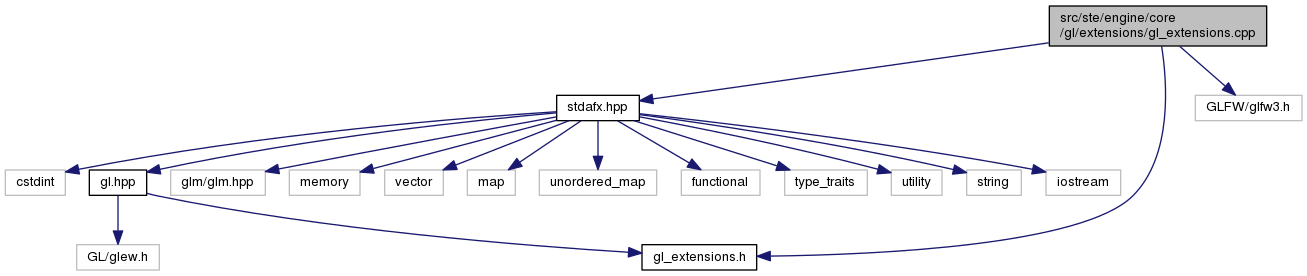 src/ste/engine/core
/gl/extensions/gl_extensions.cpp
stdafx.hpp
GLFW/glfw3.h
cstdint
gl.hpp
glm/glm.hpp
memory
vector
map
unordered_map
functional
type_traits
utility
string
iostream
GL/glew.h
gl_extensions.h